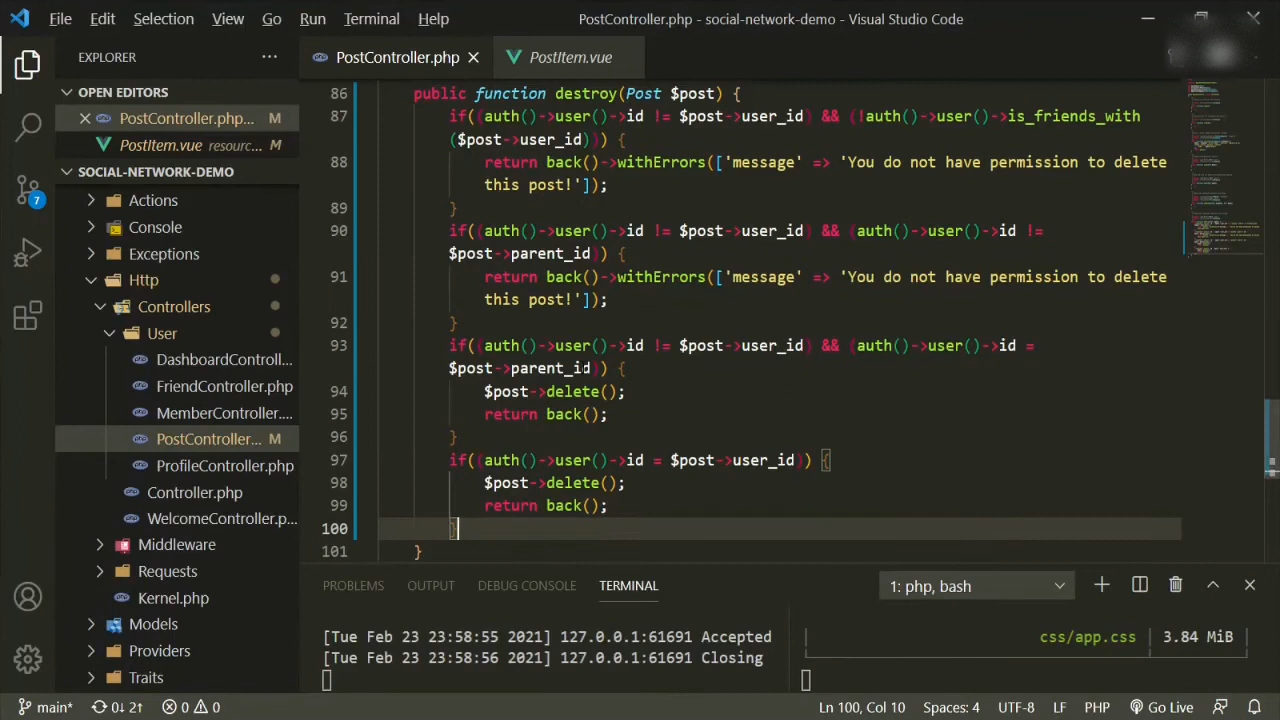 File Edit Selection View Go Run Terminal Help PostController.php - social-network-demo - Visual Studio Code
EXPLORER
PostController.php
PostItem.vue
OPEN EDITORS
PostController.php... M
PostItem.vue resourc... M
SOCIAL-NETWORK-DEMO
Actions
Console
Exceptions
Http
Controllers
User
DashboardControll...
FriendController.php
MemberController....
PostController... M
ProfileController.php
Controller.php
WelcomeController.p...
Middleware
Requests
Kernel.php
Models
Providers
Traits
7
86 public function destroy(Post $post) {
87 if((auth()->user()->id != $post->user_id) && (!auth()->user()->is_friends_with
($post->user_id))) {
88 return back()->withErrors(['message' => 'You do not have permission to delete
this post!']);
89 }
90 if((auth()->user()->id != $post->user_id) && (auth()->user()->id !=
$post->parent_id)) {
91 return back()->withErrors(['message' => 'You do not have permission to delete
this post!']);
92 }
93 if((auth()->user()->id != $post->user_id) && (auth()->user()->id =
$post->parent_id)) {
94 $post->delete();
95 return back();
96 }
97 if((auth()->user()->id = $post->user_id)) {
98 $post->delete();
99 return back();
100 }
101 }
PROBLEMS OUTPUT DEBUG CONSOLE TERMINAL 1: php, bash
[Tue Feb 23 23:58:55 2021] 127.0.0.1:61691 Accepted
[Tue Feb 23 23:58:56 2021] 127.0.0.1:61691 Closing
css/app.css | 3.84 MiB
main* 0↓ 2↑ 0 0 Ln 100, Col 10 Spaces: 4 UTF-8 LF PHP Go Live